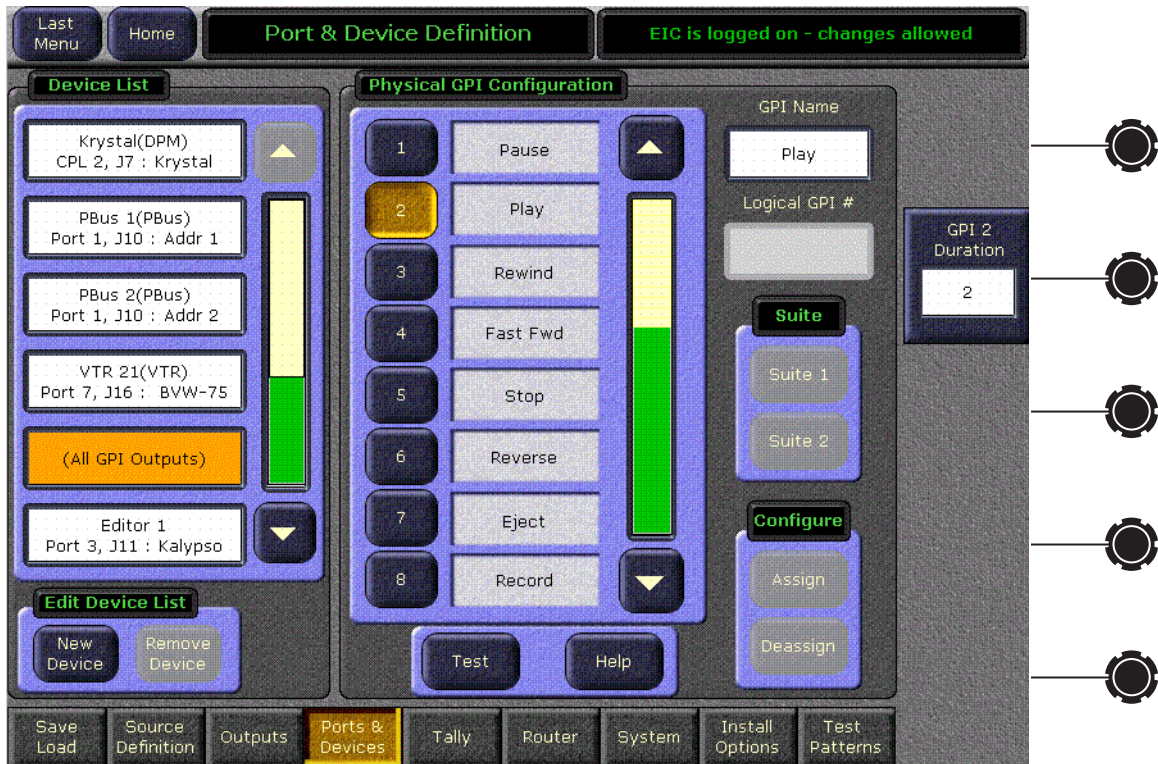 Last
Menu
Home
Port & Device Definition
EIC is logged on - changes allowed
Device List
Krystal(DPM)
CPL 2, J7 : Krystal
PBus 1(PBus)
Port 1, J10 : Addr 1
PBus 2(PBus)
Port 1, J10 : Addr 2
VTR 21(VTR)
Port 7, J16 : BVW-75
(All GPI Outputs)
Editor 1
Port 3, J11 : Kalypso
Edit Device List
New
Device
Remove
Device
Physical GPI Configuration
1
Pause
2
Play
3
Rewind
4
Fast Fwd
5
Stop
6
Reverse
7
Eject
8
Record
Test
Help
GPI Name
Play
Logical GPI #
Suite
Suite 1
Suite 2
Configure
Assign
Deassign
GPI 2
Duration
2
Save
Load
Source
Definition
Outputs
Ports &
Devices
Tally
Router
System
Install
Options
Test
Patterns